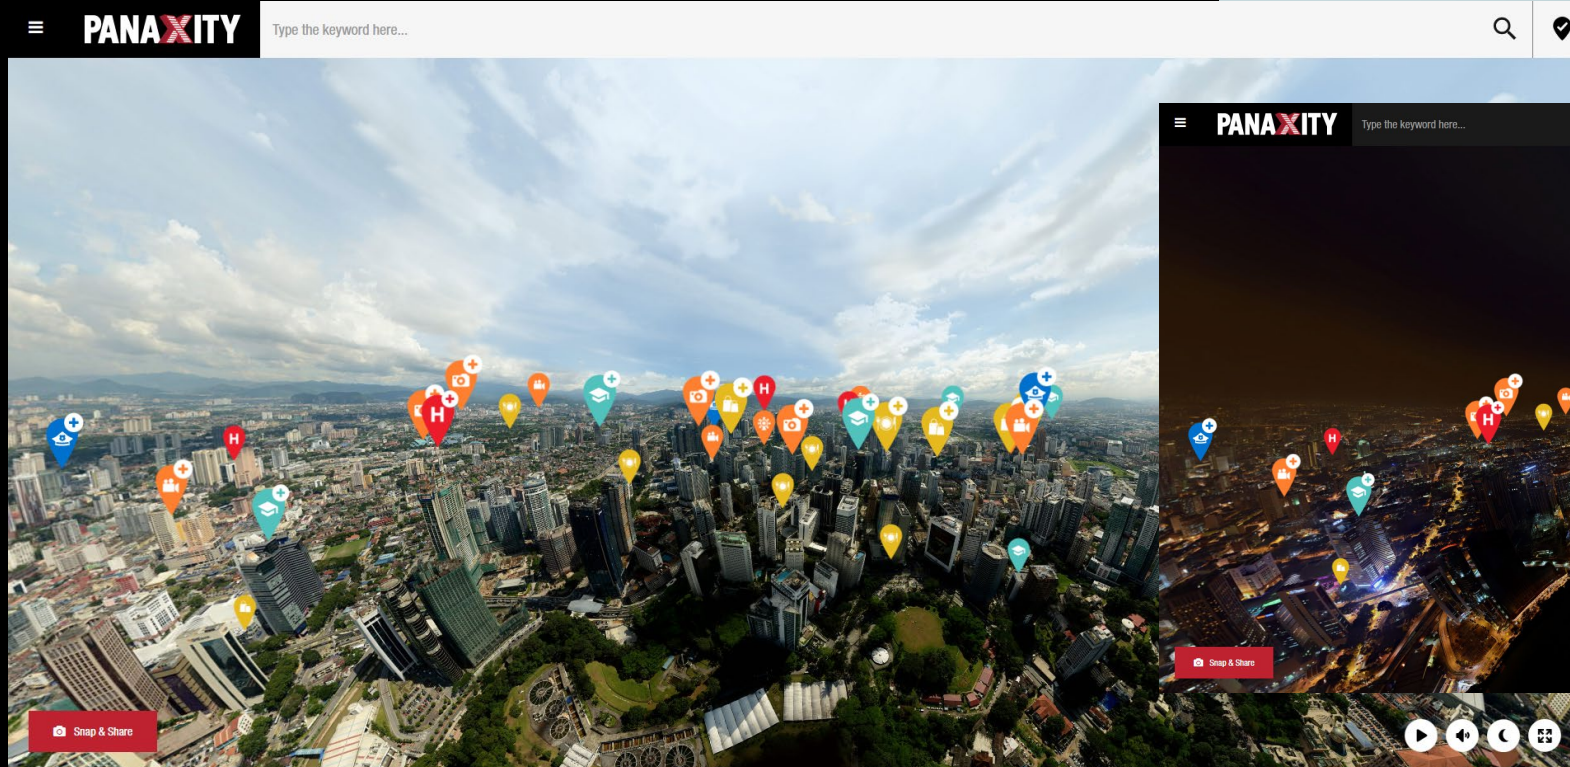 PANAXITY
Type the keyword here...
PANAXITY
Type the keyword here...
H
H
H
H
H
Snap & Share
Snap & Share